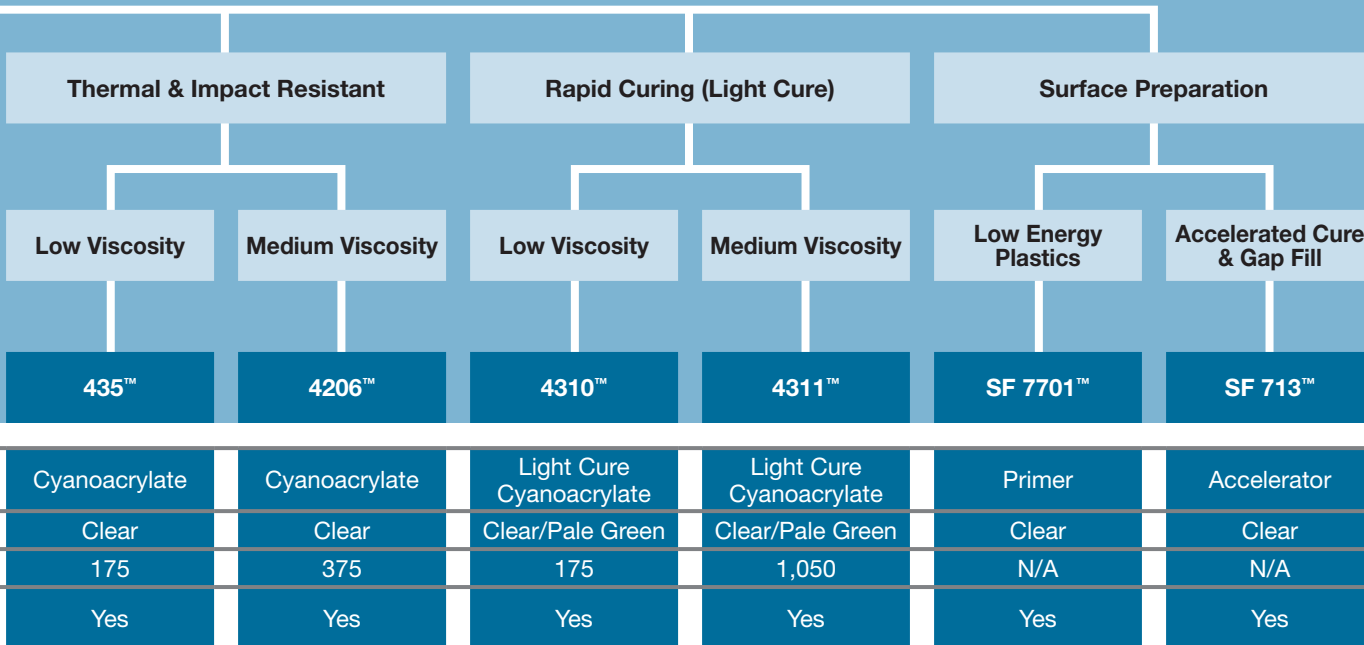 Thermal & Impact Resistant
Rapid Curing (Light Cure)
Surface Preparation
Low Viscosity
Medium Viscosity
Low Viscosity
Medium Viscosity
Low Energy
Plastics
Accelerated Cure
& Gap Fill
435™
4206™
4310™
4311™
SF 7701™
SF 713™
Cyanoacrylate
Cyanoacrylate
Light Cure
Cyanoacrylate
Light Cure
Cyanoacrylate
Primer
Accelerator
Clear
Clear
Clear/Pale Green
Clear/Pale Green
Clear
Clear
175
375
175
1,050
N/A
N/A
Yes
Yes
Yes
Yes
Yes
Yes